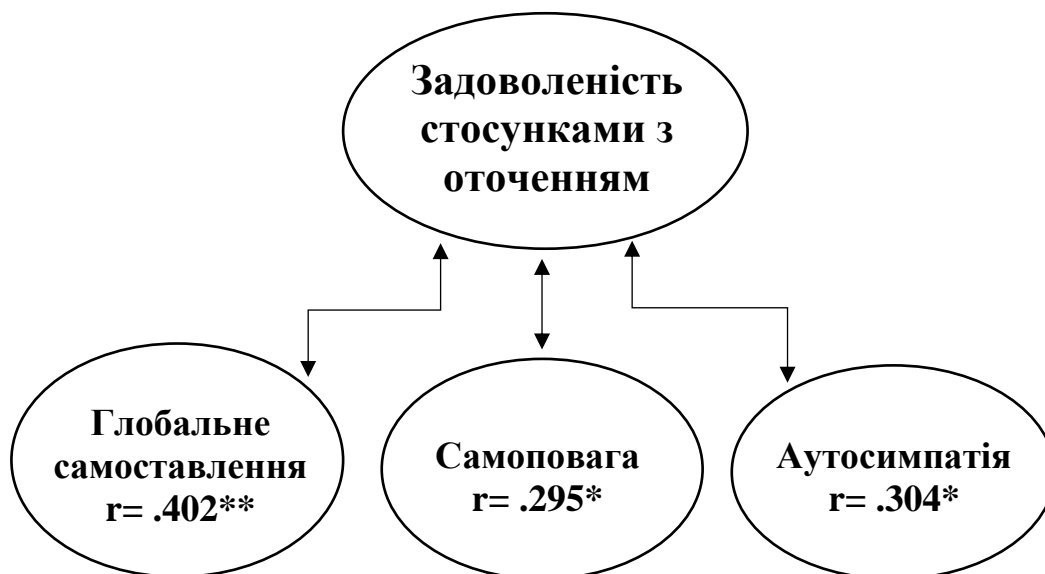 Задоволеність
стосунками з
оточенням
Глобальне
самоставлення
r= .402**
Самоповага
r= .295*
Аутосимпатія
r= .304*